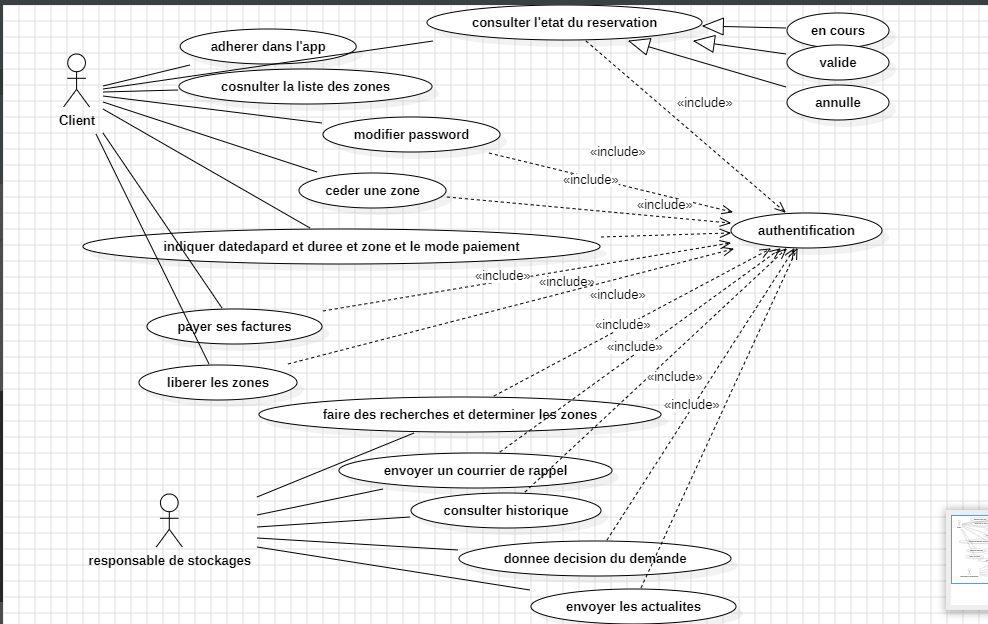 consulter l'etat du reservation
en cours
adherer dans l'app
valide
cosnulter la liste des zones
annulle
«include»
Client
modifier password
«include»
«include»
ceder une zone
«include»
authentification
indiquer datedapard et duree et zone et le mode paiement
«include»
«include»
«include»
payer ses factures
«include»
«include»
liberer les zones
«include»
«include»
faire des recherches et determiner les zones
envoyer un courrier de rappel
consulter historique
responsable de stockages
donnee decision du demande
envoyer les actualites